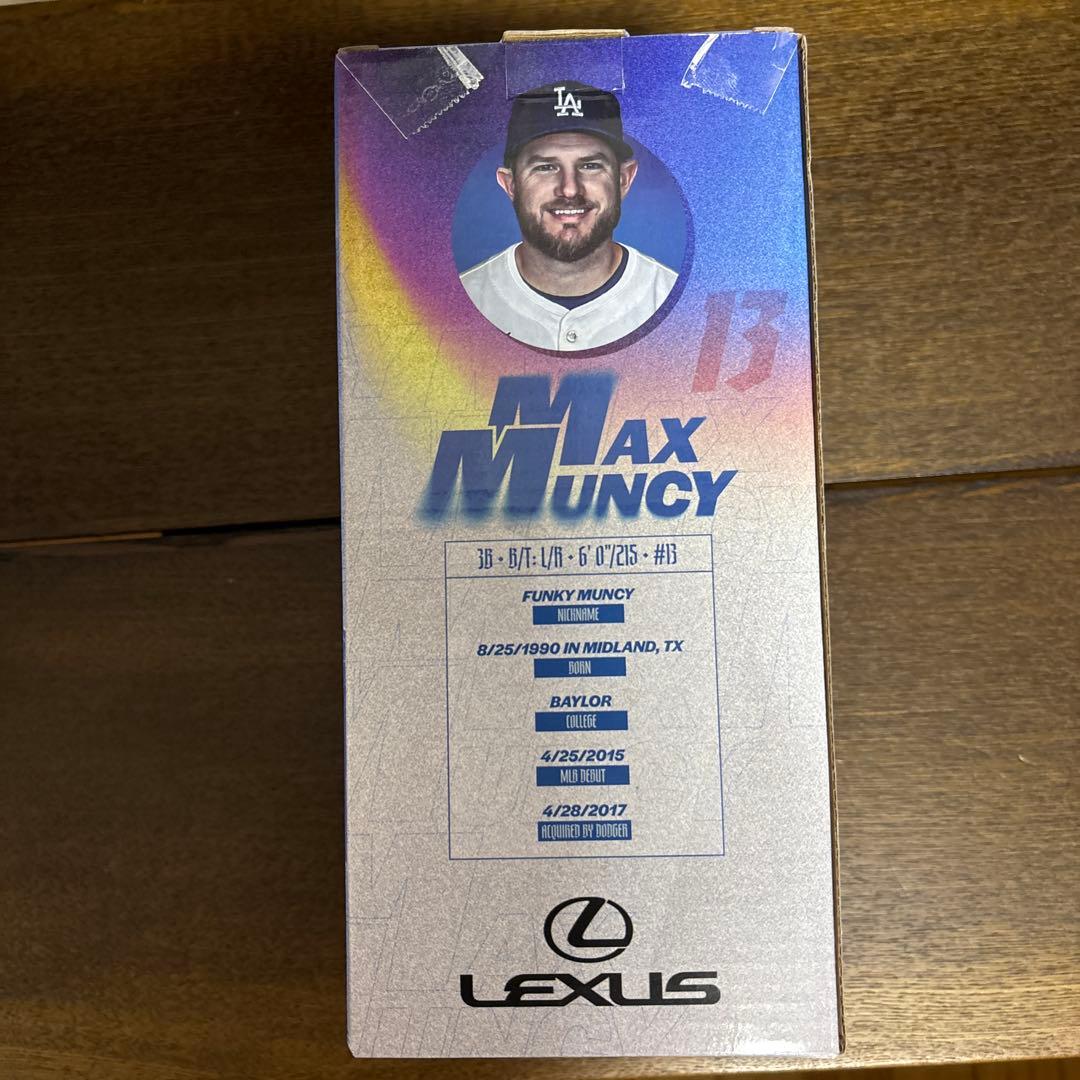 LA
13
MAX
MUNCY
3B • B/T: L/R • 6' 0"/215 • #13
FUNKY MUNCY
NICKNAME
8/25/1990 IN MIDLAND, TX
BORN
BAYLOR
COLLEGE
4/25/2015
MLB DEBUT
4/28/2017
ACQUIRED BY DODGER
L
LEXUS